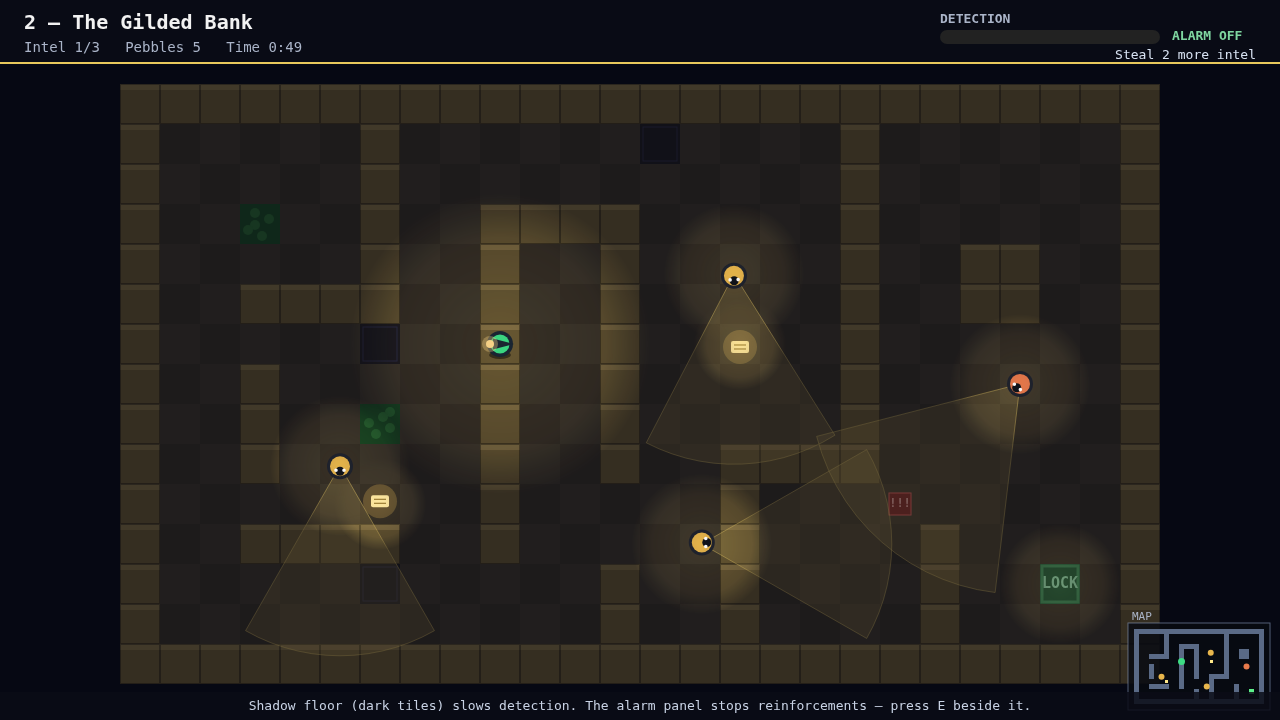 2 — The Gilded Bank
Intel 1/3 Pebbles 5 Time 0:49
DETECTION
ALARM OFF
Steal 2 more intel
!!!
LOCK
MAP
Shadow floor (dark tiles) slows detection. The alarm panel stops reinforcements — press E beside it.